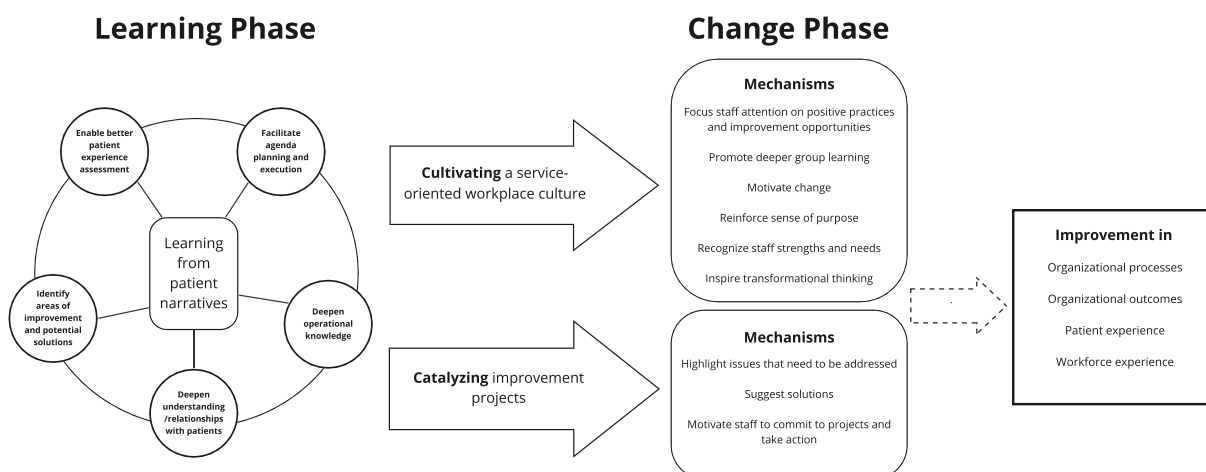 Learning Phase
Change Phase
Enable better
patient
experience
assessment
Facilitate
agenda
planning and
execution
Learning
from
patient
narratives
Identify
areas of
improvement
and potential
solutions
Deepen
operational
knowledge
Deepen
understanding
/relationships
with patients
Cultivating a service-
oriented workplace culture
Catalyzing improvement
projects
Mechanisms
Focus staff attention on positive practices
and improvement opportunities
Promote deeper group learning
Motivate change
Reinforce sense of purpose
Recognize staff strengths and needs
Inspire transformational thinking
Mechanisms
Highlight issues that need to be addressed
Suggest solutions
Motivate staff to commit to projects and
take action
Improvement in
Organizational processes
Organizational outcomes
Patient experience
Workforce experience